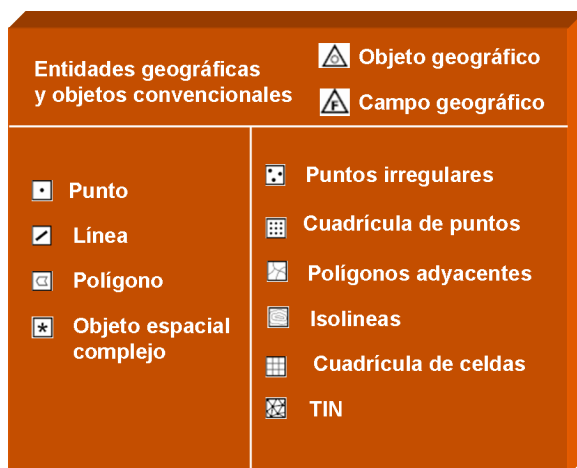 Entidades geográficas
y objetos convencionales
Objeto geográfico
F Campo geográfico
Punto
Línea
Polígono
* Objeto espacial
complejo
Puntos irregulares
Cuadrícula de puntos
Polígonos adyacentes
Isolineas
Cuadrícula de celdas
TIN